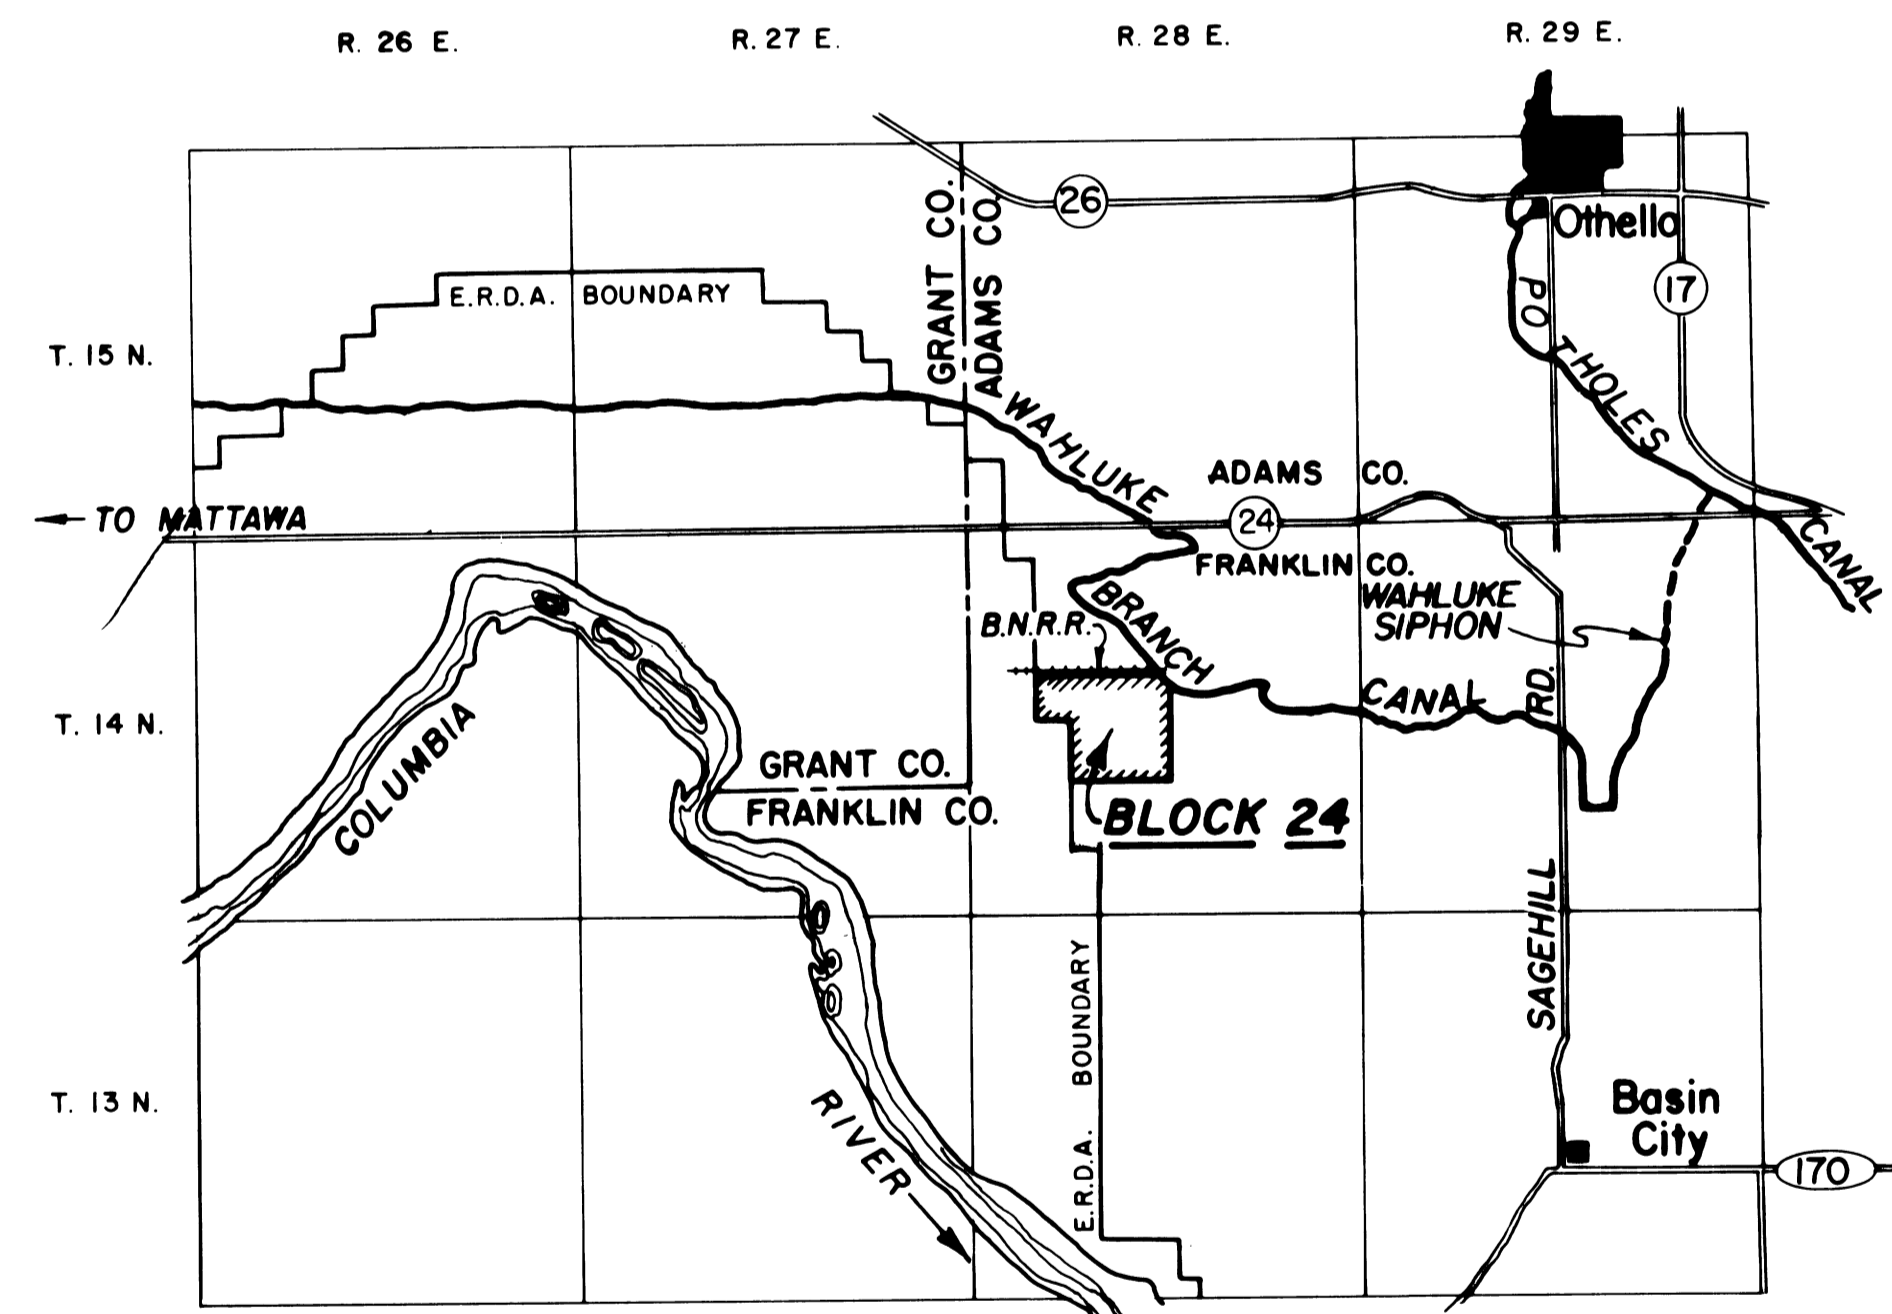 R. 26 E.
R. 27 E.
R. 28 E.
R. 29 E.
26
Othello
GRANT CO.
ADAMS CO.
17
E.R.D.A. BOUNDARY
T. 15 N.
POTHOLES
CANAL
WAHLUKE
BRANCH
CANAL
ADAMS CO.
24
FRANKLIN CO.
TO MATTAWA
WAHLUKE
SIPHON
B.N.R.R.
T. 14 N.
COLUMBIA
RIVER
GRANT CO.
FRANKLIN CO.
BLOCK 24
SAGEHILL RD.
E.R.D.A. BOUNDARY
T. 13 N.
Basin
City
170